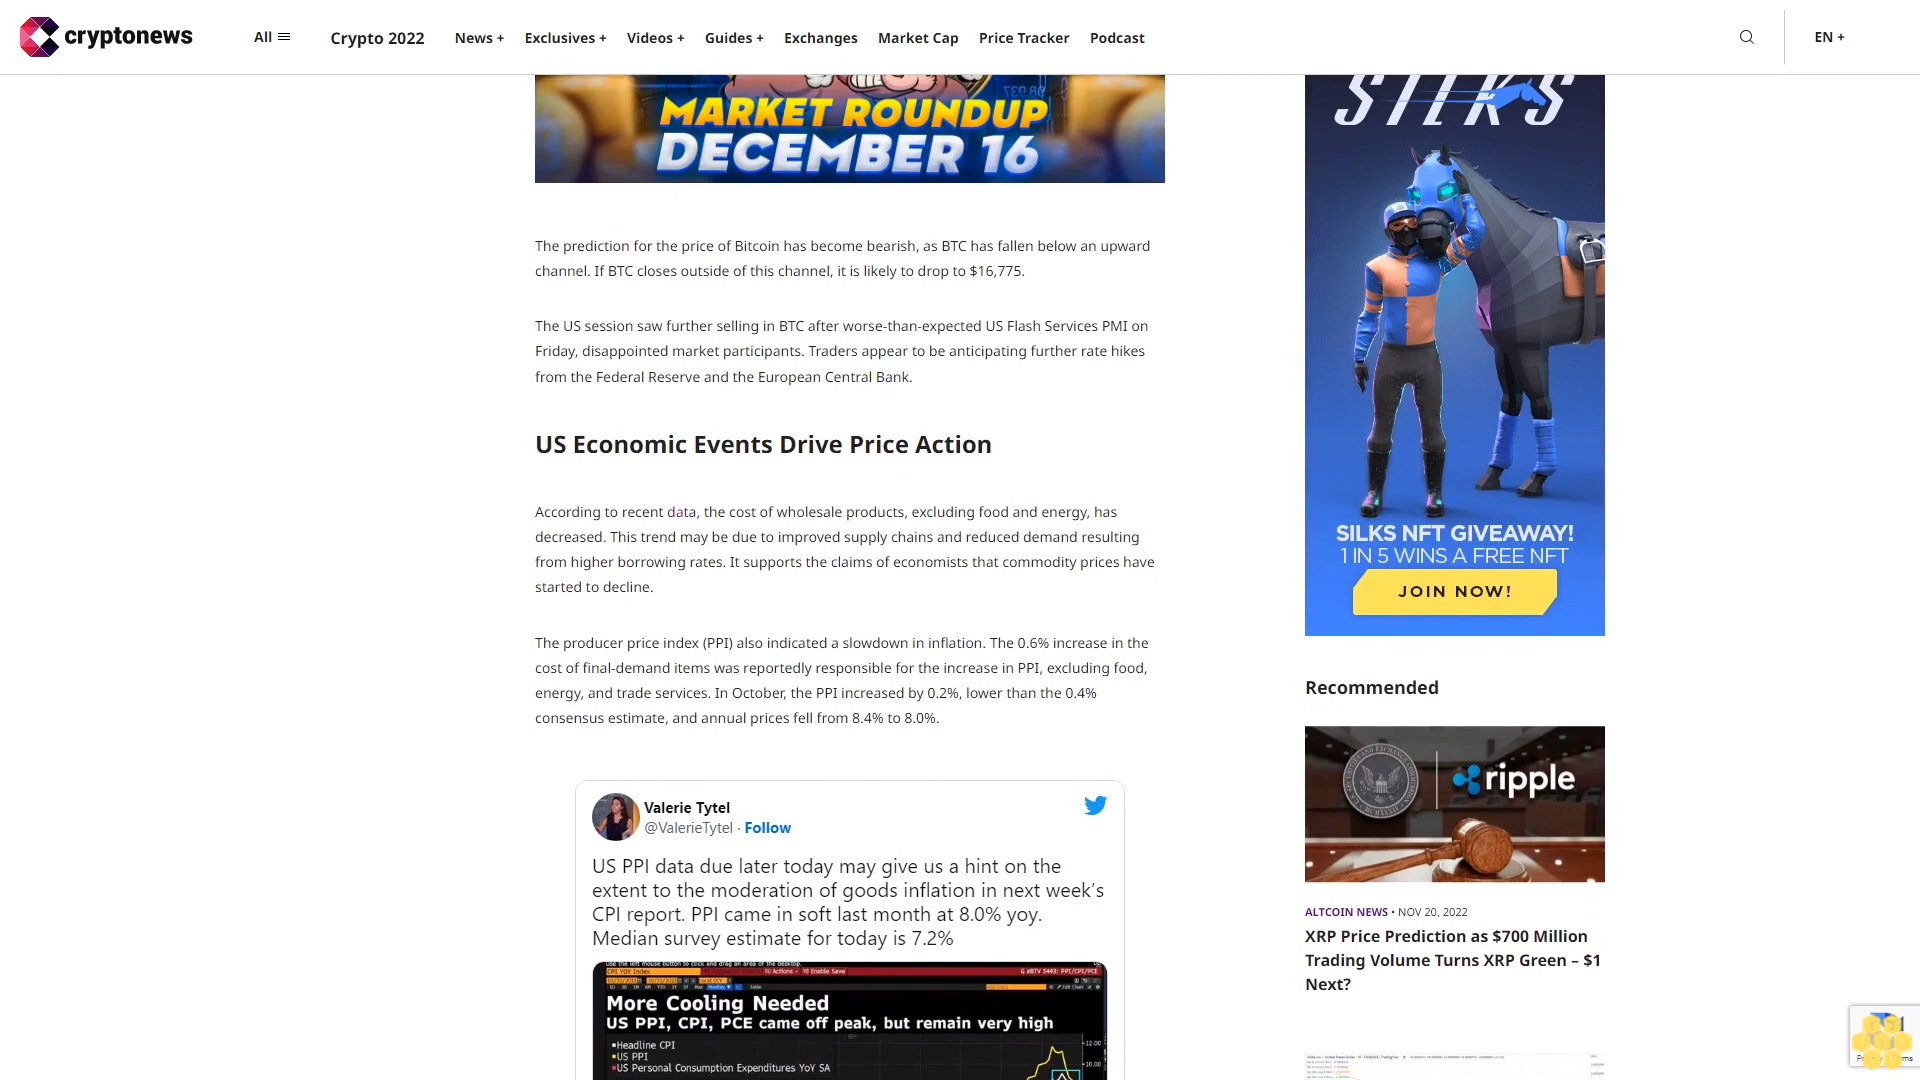 cryptonews
All
Crypto 2022
News +
Exclusives +
Videos +
Guides +
Exchanges
Market Cap
Price Tracker
Podcast
EN +
MARKET ROUNDUP
DECEMBER 16
The prediction for the price of Bitcoin has become bearish, as BTC has fallen below an upward
channel. If BTC closes outside of this channel, it is likely to drop to $16,775.
The US session saw further selling in BTC after worse-than-expected US Flash Services PMI on
Friday, disappointed market participants. Traders appear to be anticipating further rate hikes
from the Federal Reserve and the European Central Bank.
US Economic Events Drive Price Action
According to recent data, the cost of wholesale products, excluding food and energy, has
decreased. This trend may be due to improved supply chains and reduced demand resulting
from higher borrowing rates. It supports the claims of economists that commodity prices have
started to decline.
The producer price index (PPI) also indicated a slowdown in inflation. The 0.6% increase in the
cost of final-demand items was reportedly responsible for the increase in PPI, excluding food,
energy, and trade services. In October, the PPI increased by 0.2%, lower than the 0.4%
consensus estimate, and annual prices fell from 8.4% to 8.0%.
Valerie Tytel
@ValerieTytel · Follow
US PPI data due later today may give us a hint on the
extent to the moderation of goods inflation in next week's
CPI report. PPI came in soft last month at 8.0% yoy.
Median survey estimate for today is 7.2%
CPI YOY Index
Actions
Enable Save
G #BTV 5443: PPI/CPI/PCE
More Cooling Needed
US PPI, CPI, PCE came off peak, but remain very high
Headline CPI
US PPI
US Personal Consumption Expenditures YoY SA
12.00
10.00
SILKS
SILKS NFT GIVEAWAY!
1 IN 5 WINS A FREE NFT
JOIN NOW!
Recommended
ripple
ALTCOIN NEWS • NOV 20, 2022
XRP Price Prediction as $700 Million
Trading Volume Turns XRP Green – $1
Next?